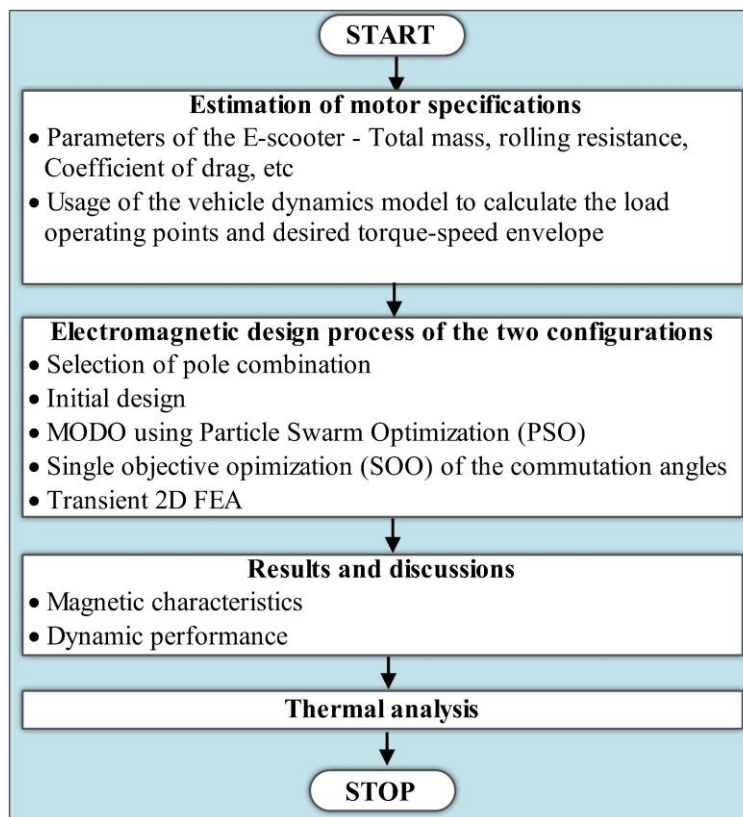 START
Estimation of motor specifications
• Parameters of the E-scooter - Total mass, rolling resistance,
Coefficient of drag, etc
• Usage of the vehicle dynamics model to calculate the load
operating points and desired torque-speed envelope
Electromagnetic design process of the two configurations
• Selection of pole combination
• Initial design
• MODO using Particle Swarm Optimization (PSO)
• Single objective opimization (SOO) of the commutation angles
• Transient 2D FEA
Results and discussions
• Magnetic characteristics
• Dynamic performance
Thermal analysis
STOP